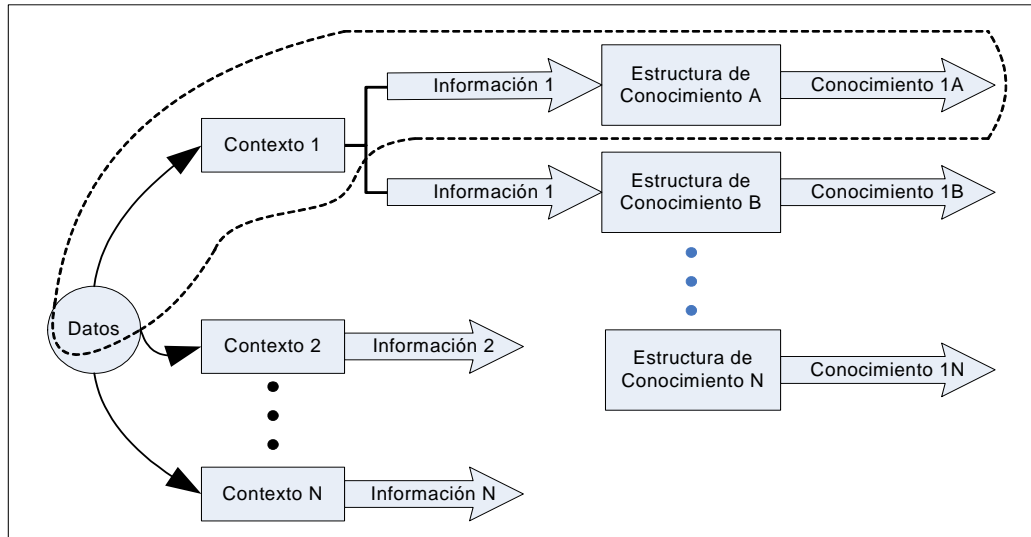 Información 1
Estructura de
Conocimiento A
Conocimiento 1A
Contexto 1
Información 1
Estructura de
Conocimiento B
Conocimiento 1B
Datos
Contexto 2
Información 2
Estructura de
Conocimiento N
Conocimiento 1N
Contexto N
Información N